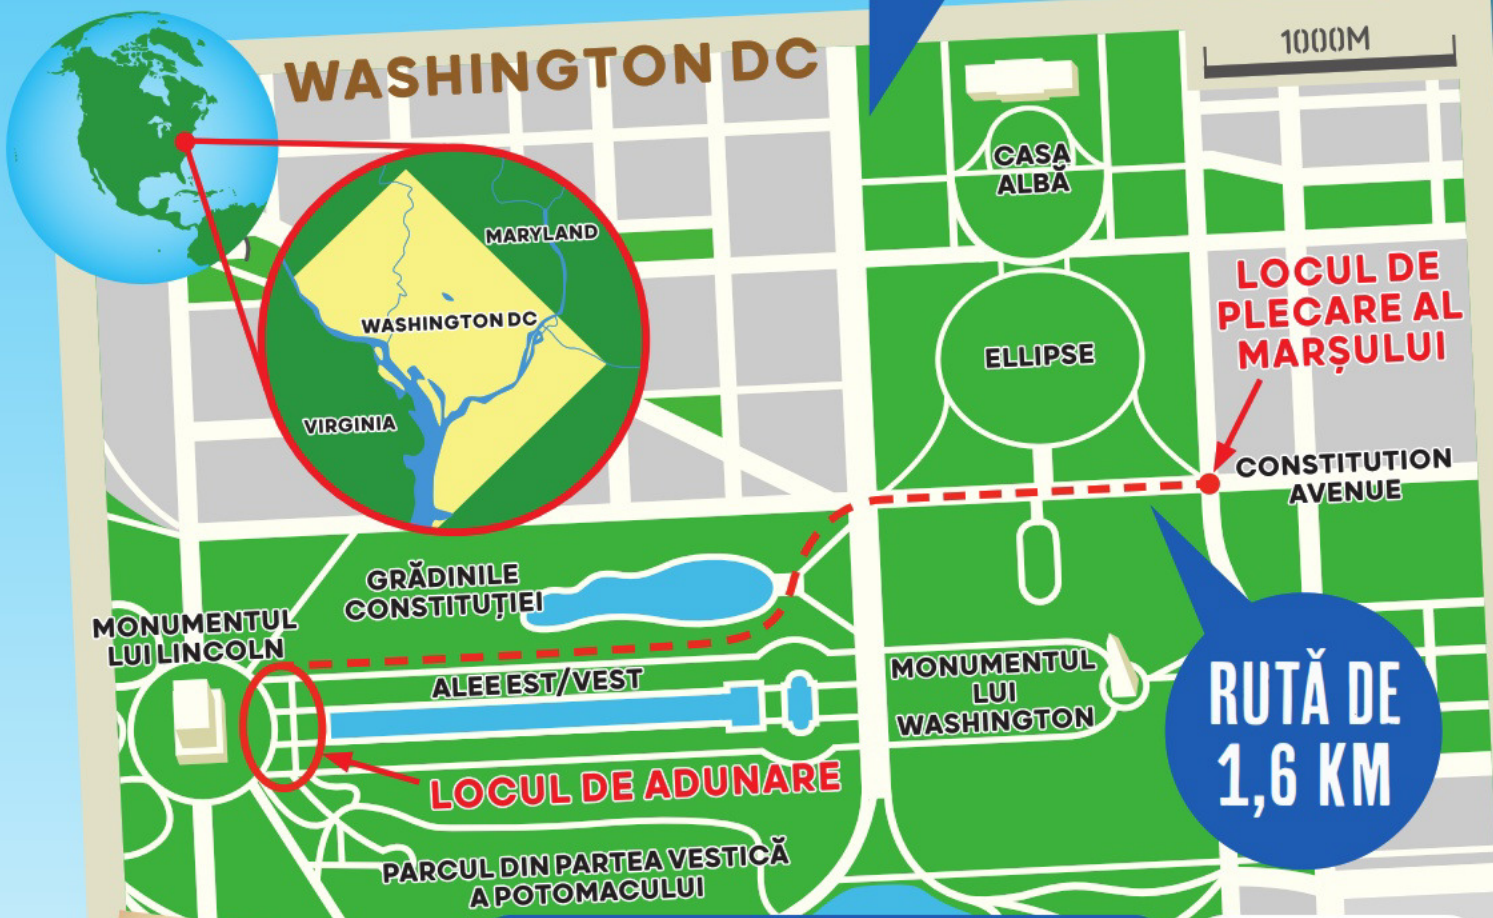 WASHINGTON DC
1000M
CASA
ALBĂ
MARYLAND
WASHINGTON DC
VIRGINIA
LOCUL DE
PLECARE AL
MARȘULUI
ELLIPSE
CONSTITUTION
AVENUE
GRĂDINILE
CONSTITUȚIEI
MONUMENTUL
LUI LINCOLN
ALEE EST/VEST
MONUMENTUL
LUI
WASHINGTON
RUTĂ DE
1,6 KM
LOCUL DE ADUNARE
PARCUL DIN PARTEA VESTICĂ
A POTOMACULUI